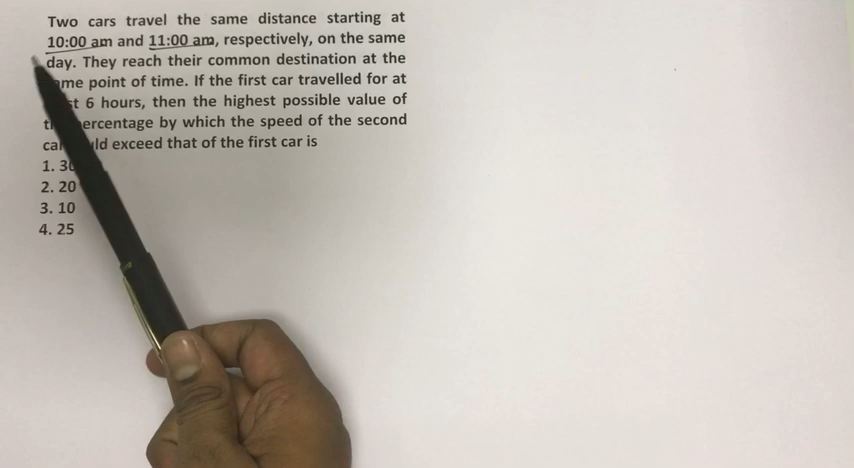 Two cars travel the same distance starting at
10:00 am and 11:00 am, respectively, on the same
day. They reach their common destination at the
me point of time. If the first car travelled for at
t 6 hours, then the highest possible value of
ercentage by which the speed of the second
ld exceed that of the first car is
1. 30
2. 20
3. 10
4. 25